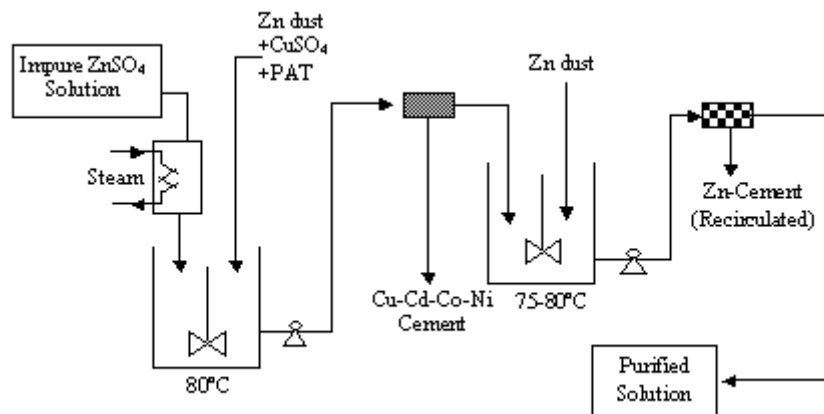 Impure ZnSO₄
Solution
Zn dust
+CuSO₄
+PAT
Steam
80°C
Cu-Cd-Co-Ni
Cement
Zn dust
75-80°C
Zn-Cement
(Recirculated)
Purified
Solution